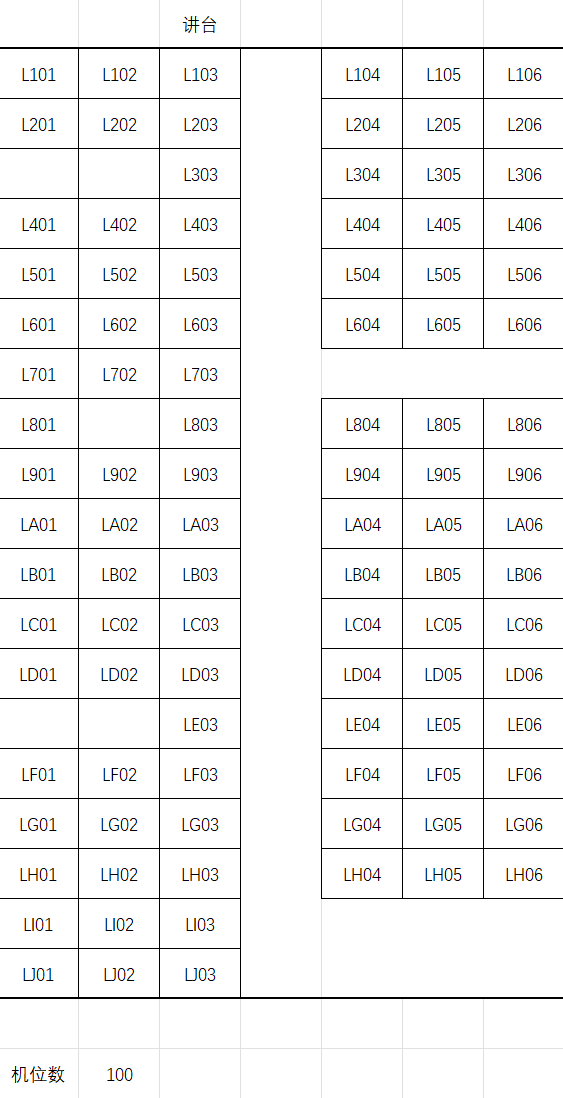 讲台
L101 L102 L103 L104 L105 L106
L201 L202 L203 L204 L205 L206
L303 L304 L305 L306
L401 L402 L403 L404 L405 L406
L501 L502 L503 L504 L505 L506
L601 L602 L603 L604 L605 L606
L701 L702 L703
L801 L803 L804 L805 L806
L901 L902 L903 L904 L905 L906
LA01 LA02 LA03 LA04 LA05 LA06
LB01 LB02 LB03 LB04 LB05 LB06
LC01 LC02 LC03 LC04 LC05 LC06
LD01 LD02 LD03 LD04 LD05 LD06
LE03 LE04 LE05 LE06
LF01 LF02 LF03 LF04 LF05 LF06
LG01 LG02 LG03 LG04 LG05 LG06
LH01 LH02 LH03 LH04 LH05 LH06
LI01 LI02 LI03
LJ01 LJ02 LJ03
机位数 100